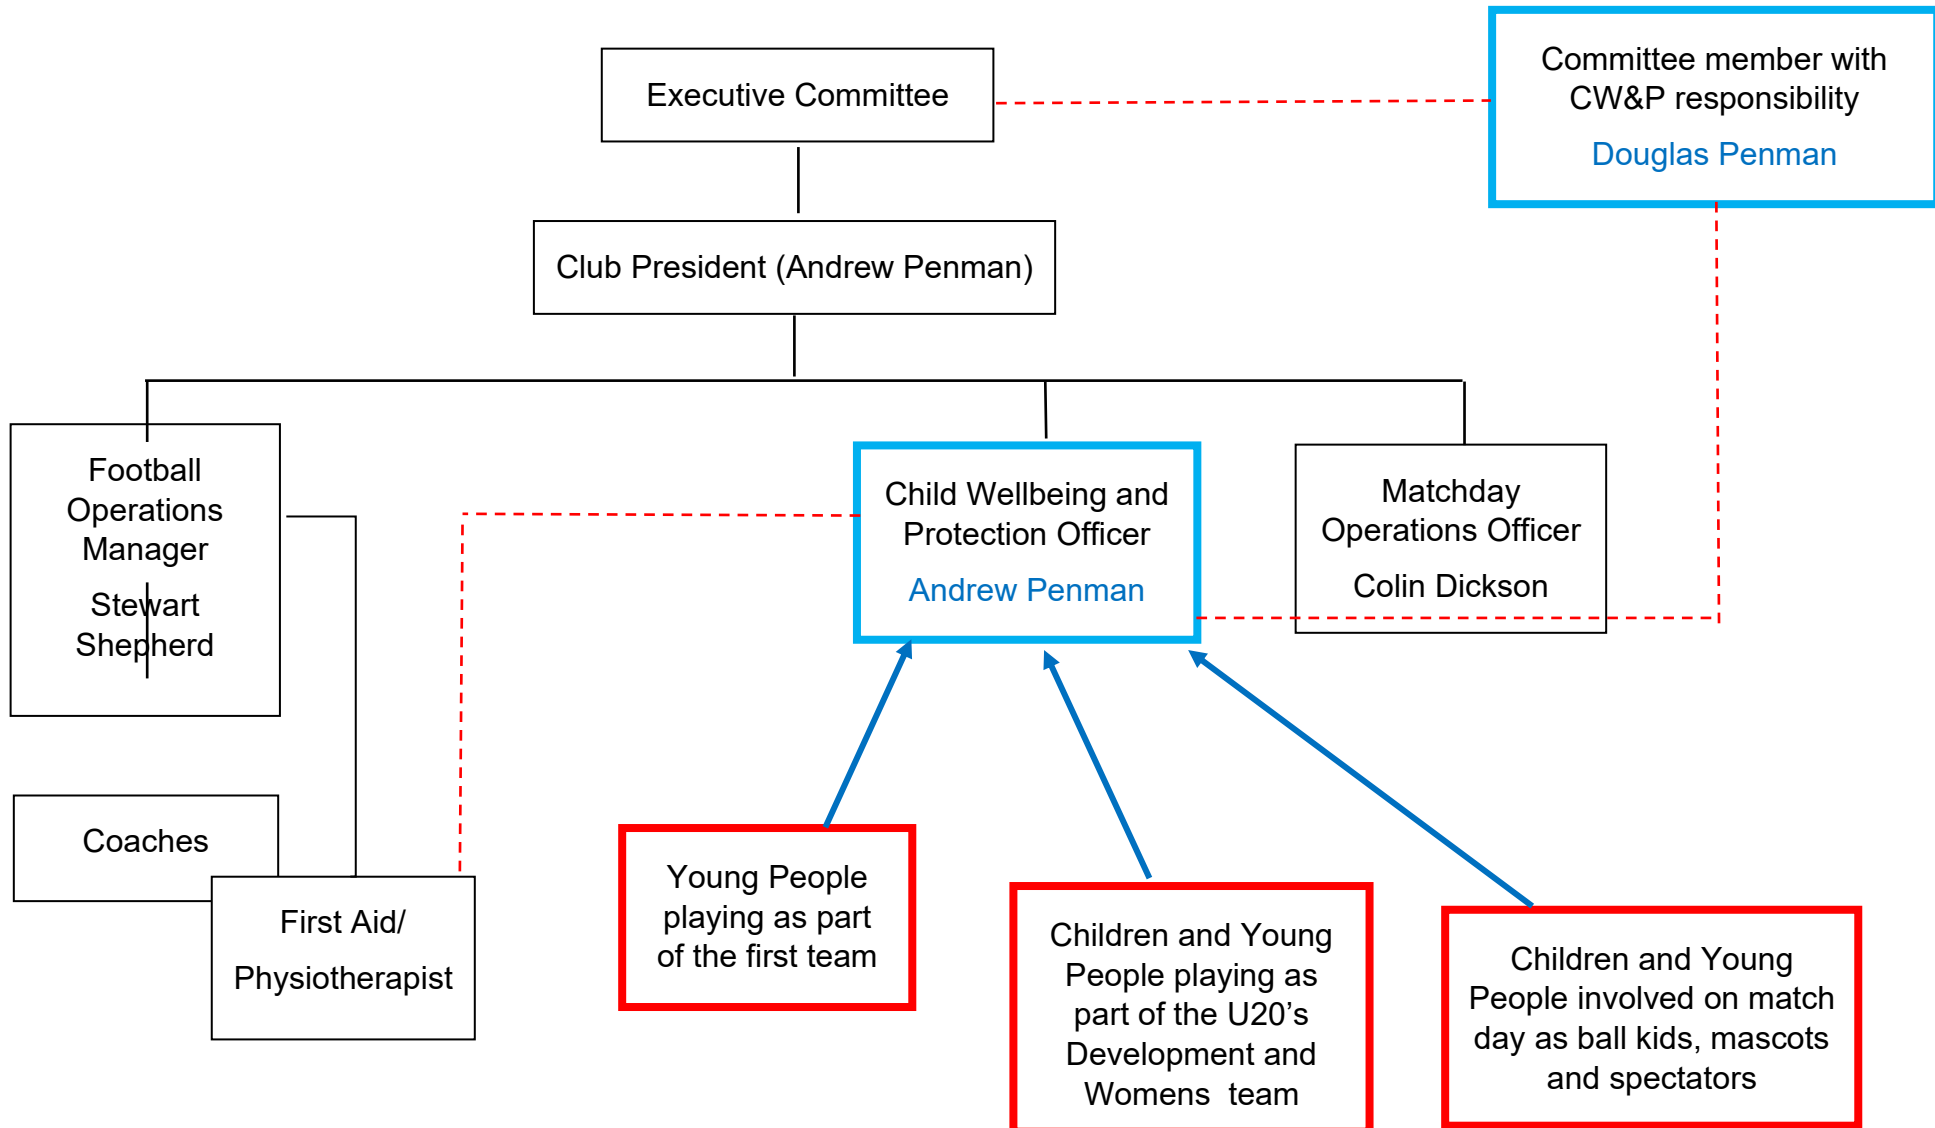 Executive Committee
Committee member with
CW&P responsibility
Douglas Penman
Club President (Andrew Penman)
Football
Operations
Manager
Stewart
Shepherd
Child Wellbeing and
Protection Officer
Andrew Penman
Matchday
Operations Officer
Colin Dickson
Coaches
First Aid/
Physiotherapist
Young People
playing as part
of the first team
Children and Young
People playing as
part of the U20’s
Development and
Womens  team
Children and Young
People involved on match
day as ball kids, mascots
and spectators